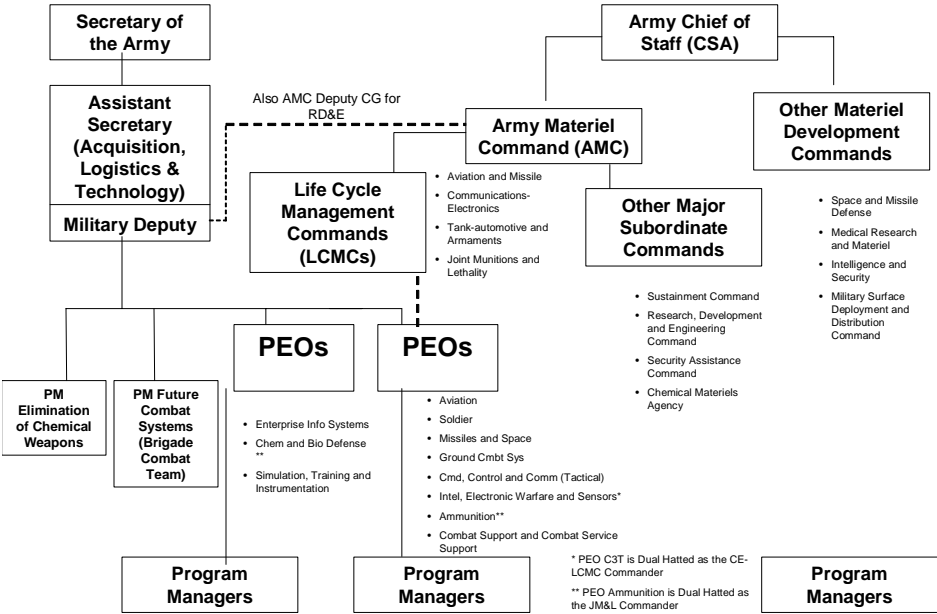 Secretary of
the Army
Army Chief of
Staff (CSA)
Assistant
Secretary
(Acquisition,
Logistics &
Technology)
Military Deputy
Also AMC Deputy CG for
RD&E
Army Materiel
Command (AMC)
Other Materiel
Development
Commands
Life Cycle
Management
Commands
(LCMCs)
• Aviation and Missile
• Communications-
Electronics
• Tank-automotive and
Armaments
• Joint Munitions and
Lethality
Other Major
Subordinate
Commands
• Space and Missile
Defense
• Medical Research
and Materiel
• Intelligence and
Security
• Military Surface
Deployment and
Distribution
Command
• Sustainment Command
• Research, Development
and Engineering
Command
• Security Assistance
Command
• Chemical Materiels
Agency
PM
Elimination
of Chemical
Weapons
PM Future
Combat
Systems
(Brigade
Combat
Team)
PEOs
• Enterprise Info Systems
• Chem and Bio Defense
**
• Simulation, Training and
Instrumentation
PEOs
• Aviation
• Soldier
• Missiles and Space
• Ground Cmbt Sys
• Cmd, Control and Comm (Tactical)
• Intel, Electronic Warfare and Sensors*
• Ammunition**
• Combat Support and Combat Service
Support
Program
Managers
Program
Managers
* PEO C3T is Dual Hatted as the CE-
LCMC Commander
** PEO Ammunition is Dual Hatted as
the JM&L Commander
Program
Managers